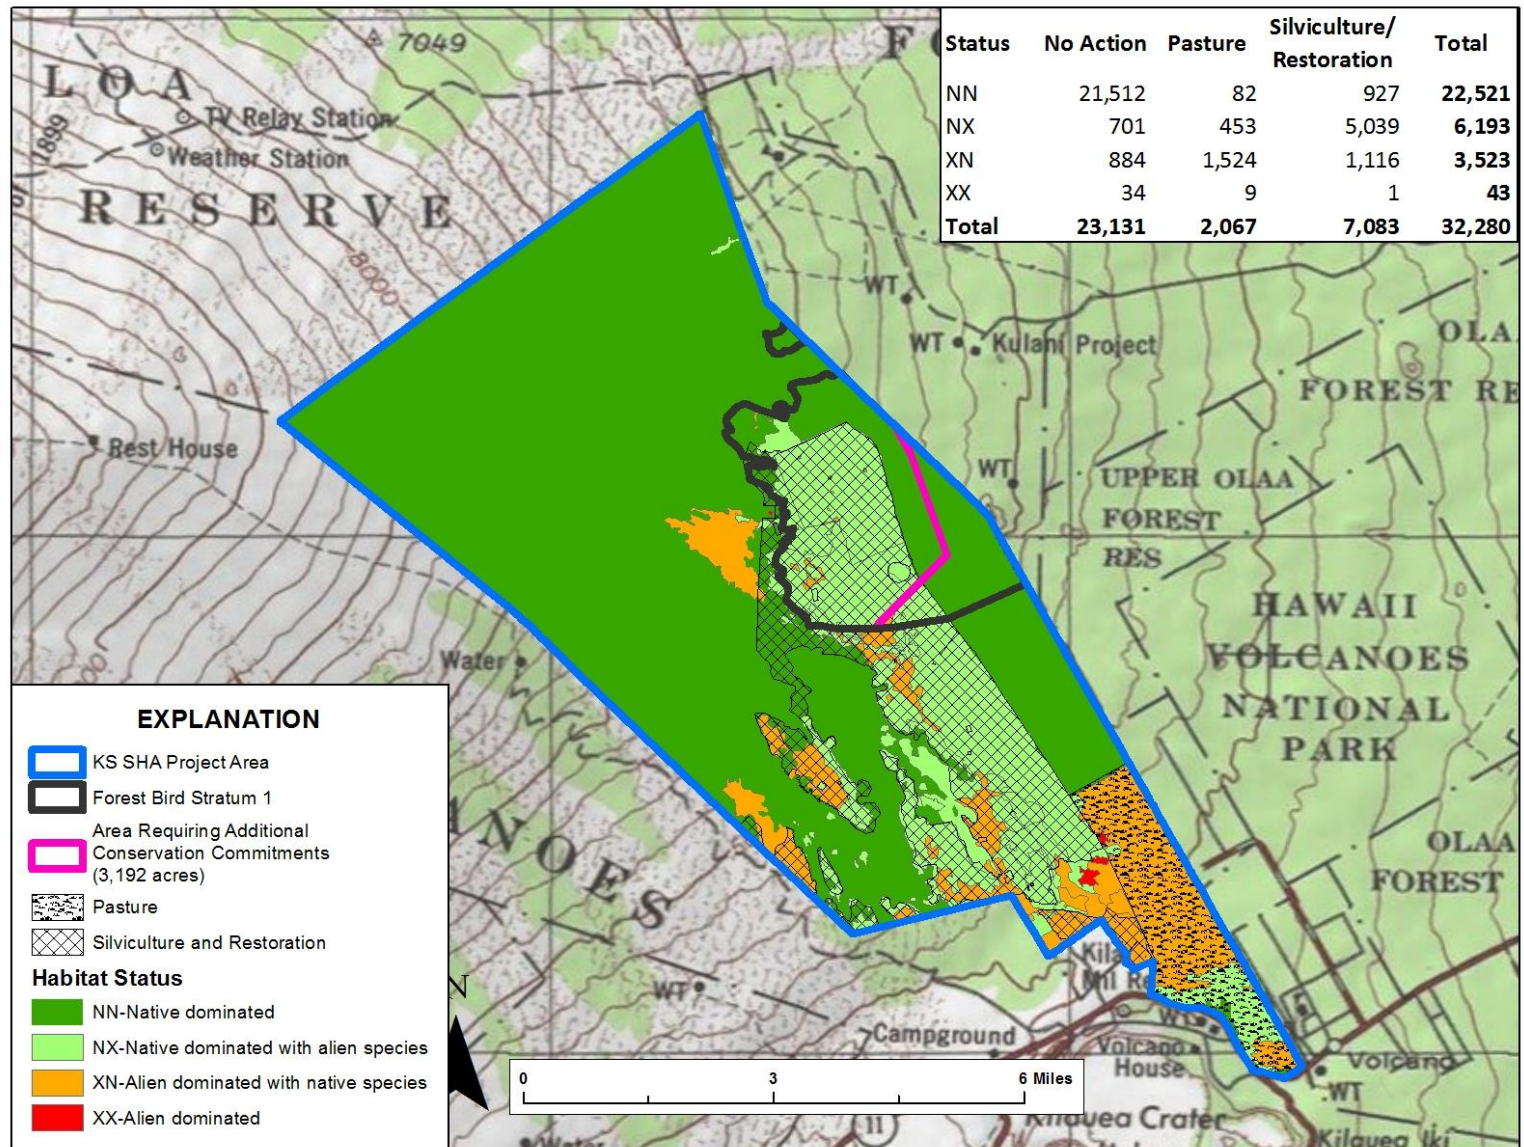 7049
LOA
TV Relay Station
Weather Station
1899
RESERVE
8000
Rest House
Water
Status No Action Pasture Silviculture/ Restoration Total
NN 21,512 82 927 22,521
NX 701 453 5,039 6,193
XN 884 1,524 1,116 3,523
XX 34 9 1 43
Total 23,131 2,067 7,083 32,280
WT
WT Kulani Project
OLA
FOREST RE
WT
UPPER OLAA
FOREST
RES
HAWAII
VOLCANOES
NATIONAL
PARK
OLAA
FOREST
NOES
WT
Campground
Volcano
House
Volcano
WT
Kilauea Crater
11
Water
EXPLANATION
KS SHA Project Area
Forest Bird Stratum 1
Area Requiring Additional
Conservation Commitments
(3,192 acres)
Pasture
Silviculture and Restoration
Habitat Status
NN-Native dominated
NX-Native dominated with alien species
XN-Alien dominated with native species
XX-Alien dominated
N
0 3 6 Miles